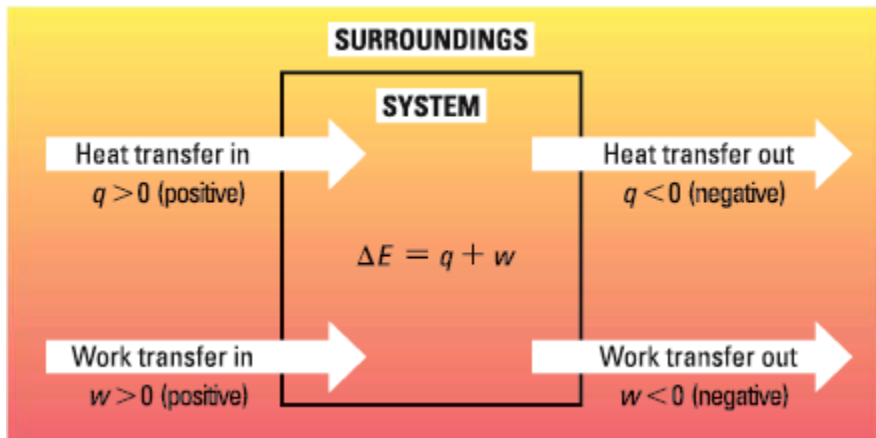 SURROUNDINGS
SYSTEM
Heat transfer in
q > 0 (positive)
Heat transfer out
q < 0 (negative)
ΔE = q + w
Work transfer in
w > 0 (positive)
Work transfer out
w < 0 (negative)